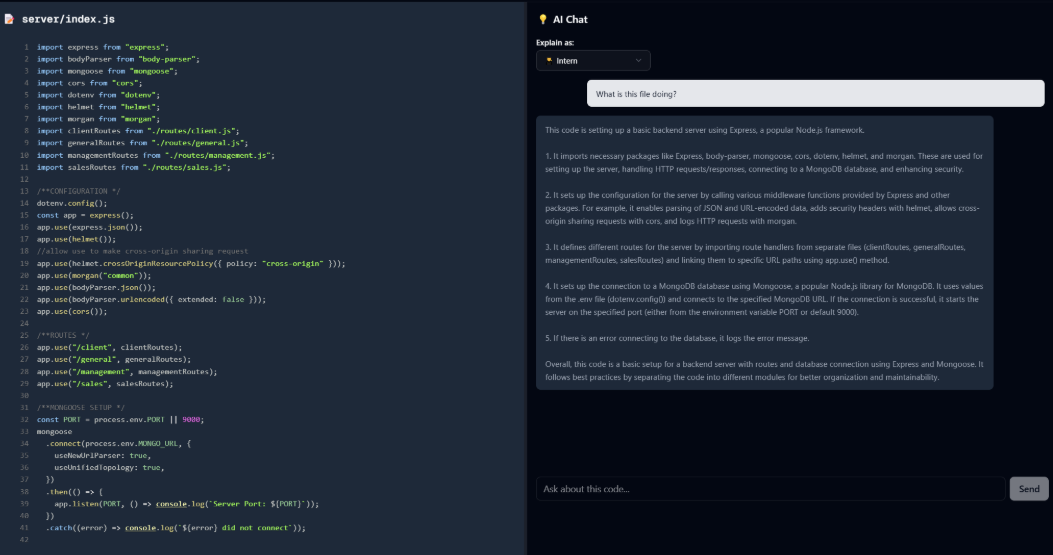 server/index.js
1 import express from "express";
2 import bodyParser from "body-parser";
3 import mongoose from "mongoose";
4 import cors from "cors";
5 import dotenv from "dotenv";
6 import helmet from "helmet";
7 import morgan from "morgan";
8 import clientRoutes from "./routes/client.js";
9 import generalRoutes from "./routes/general.js";
10 import managementRoutes from "./routes/management.js";
11 import salesRoutes from "./routes/sales.js";
12
13 /**CONFIGURATION */
14 dotenv.config();
15 const app = express();
16 app.use(express.json());
17 app.use(helmet());
18 //allow use to make cross-origin sharing request
19 app.use(helmet.crossOriginResourcePolicy({ policy: "cross-origin" }));
20 app.use(morgan("common"));
21 app.use(bodyParser.json());
22 app.use(bodyParser.urlencoded({ extended: false }));
23 app.use(cors());
24
25 /**ROUTES */
26 app.use("/client", clientRoutes);
27 app.use("/general", generalRoutes);
28 app.use("/management", managementRoutes);
29 app.use("/sales", salesRoutes);
30
31 /**MONGOOSE SETUP */
32 const PORT = process.env.PORT || 9000;
33 mongoose
34 .connect(process.env.MONGO_URL, {
35 useNewUrlParser: true,
36 useUnifiedTopology: true,
37 })
38 .then(() => {
39 app.listen(PORT, () => console.log(`Server Port: ${PORT}`));
40 })
41 .catch((error) => console.log(`${error} did not connect`));
42
AI Chat
Explain as:
Intern
What is this file doing?
This code is setting up a basic backend server using Express, a popular Node.js framework.
1. It imports necessary packages like Express, body-parser, mongoose, cors, dotenv, helmet, and morgan. These are used for
setting up the server, handling HTTP requests/responses, connecting to a MongoDB database, and enhancing security.
2. It sets up the configuration for the server by calling various middleware functions provided by Express and other
packages. For example, it enables parsing of JSON and URL-encoded data, adds security headers with helmet, allows cross-
origin sharing requests with cors, and logs HTTP requests with morgan.
3. It defines different routes for the server by importing route handlers from separate files (clientRoutes, generalRoutes,
managementRoutes, salesRoutes) and linking them to specific URL paths using app.use() method.
4. It sets up the connection to a MongoDB database using Mongoose, a popular Node.js library for MongoDB. It uses values
from the .env file (dotenv.config()) and connects to the specified MongoDB URL. If the connection is successful, it starts the
server on the specified port (either from the environment variable PORT or default 9000).
5. If there is an error connecting to the database, it logs the error message.
Overall, this code is a basic setup for a backend server with routes and database connection using Express and Mongoose. It
follows best practices by separating the code into different modules for better organization and maintainability.
Ask about this code...
Send